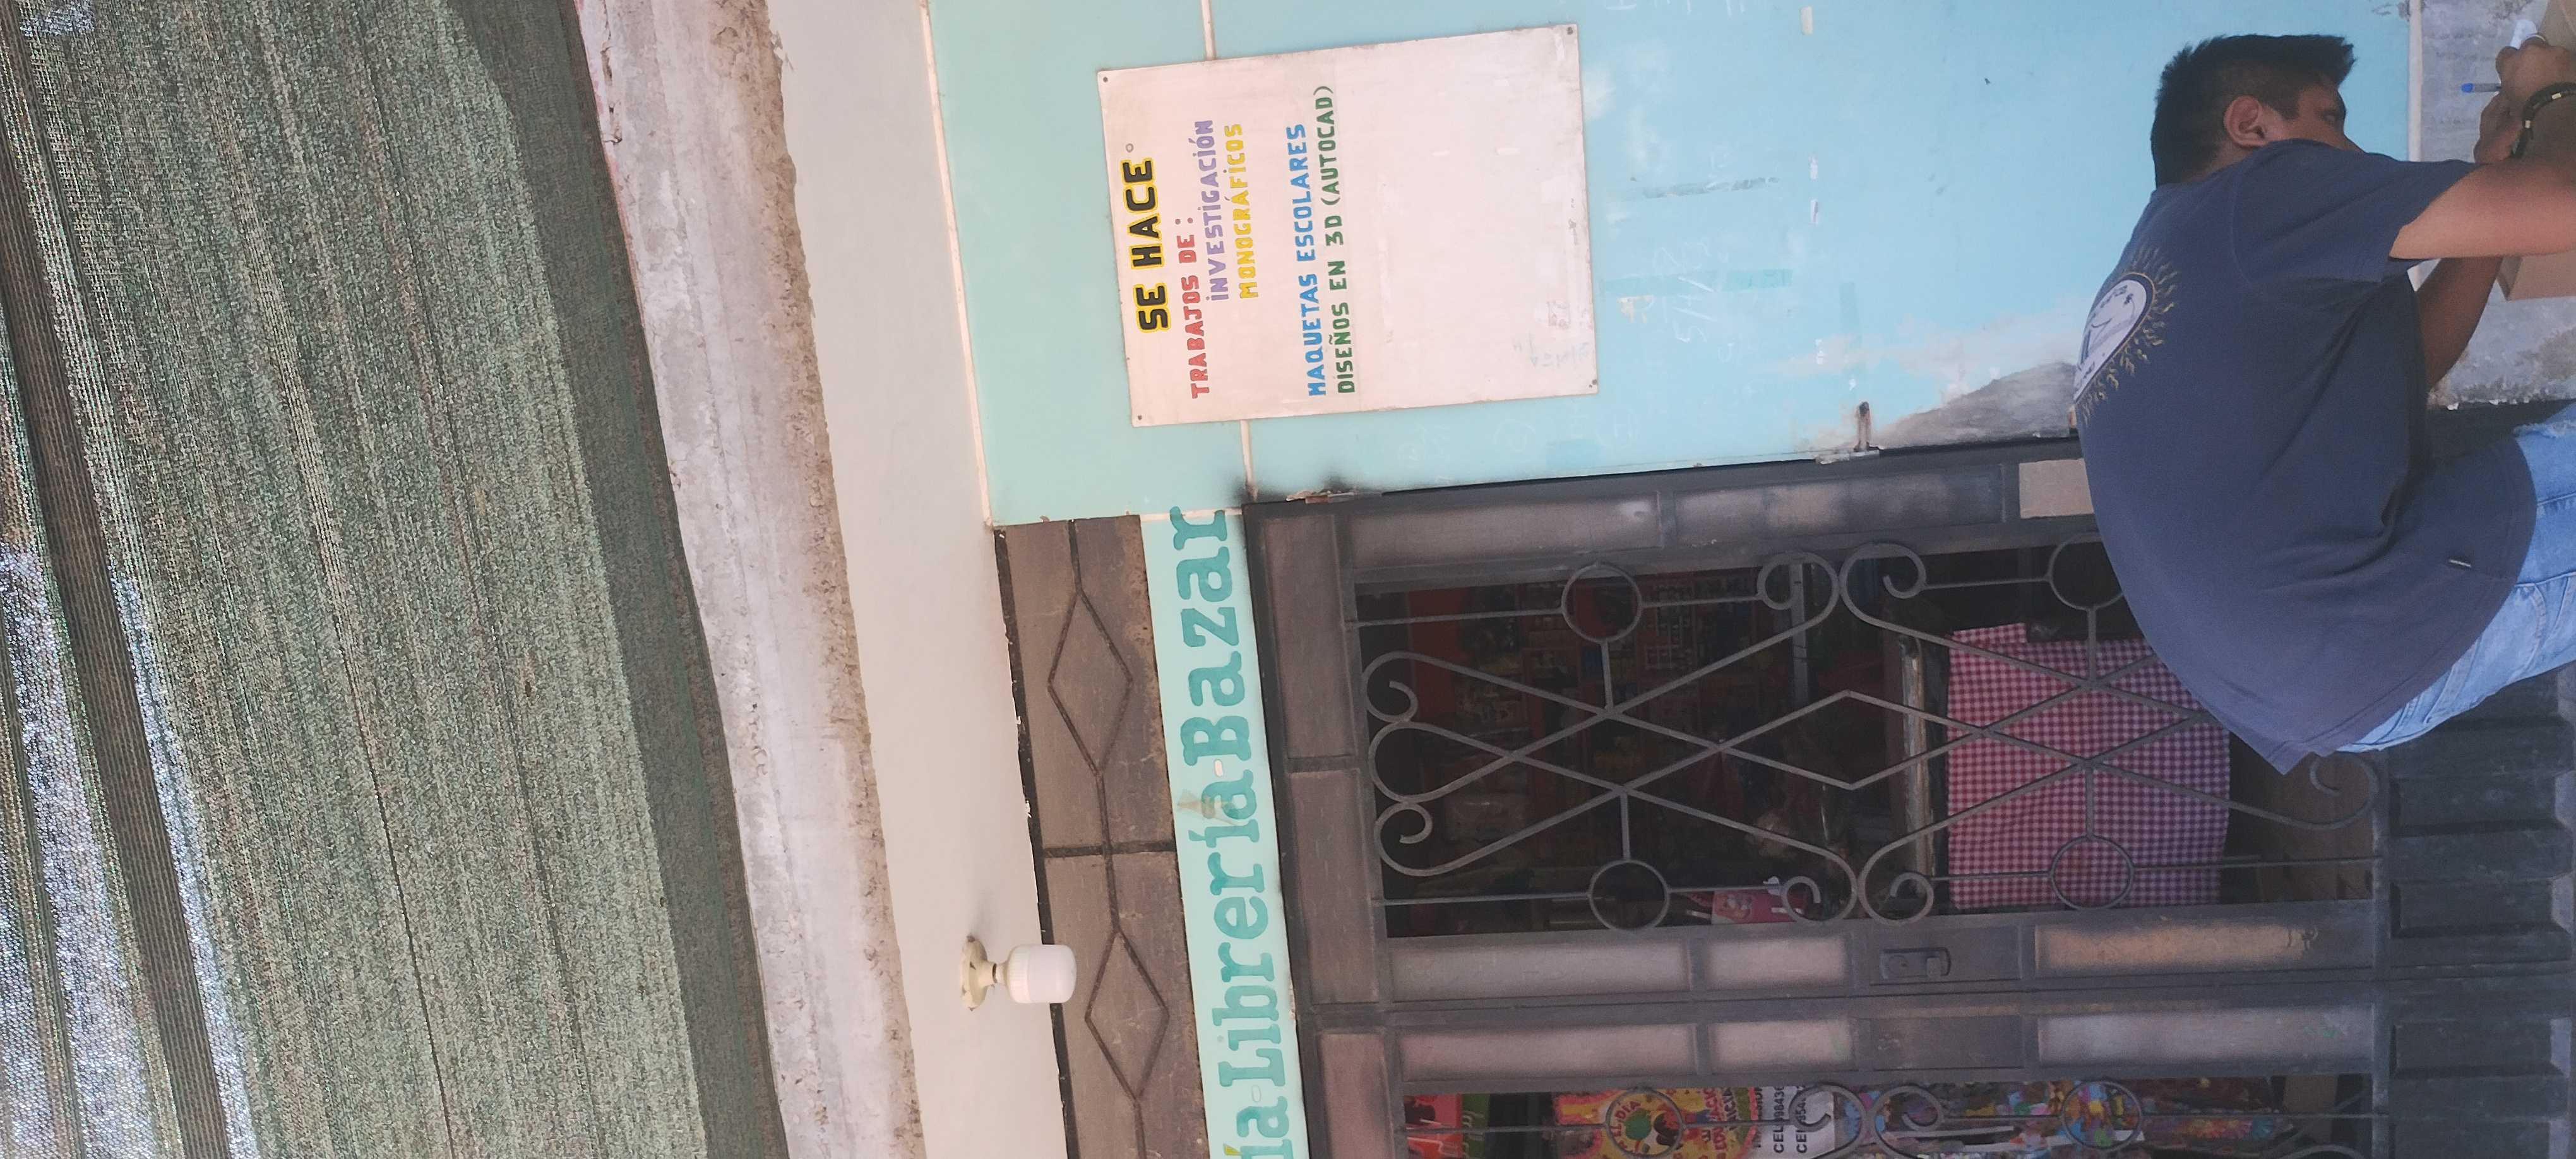 SE HACE
TRABAJOS DE:
INVESTIGACIÓN
MONOGRÁFICOS
MAQUETAS ESCOLARES
DISEÑOS EN 3D (AUTOCAD)
ía-Librería-Bazar